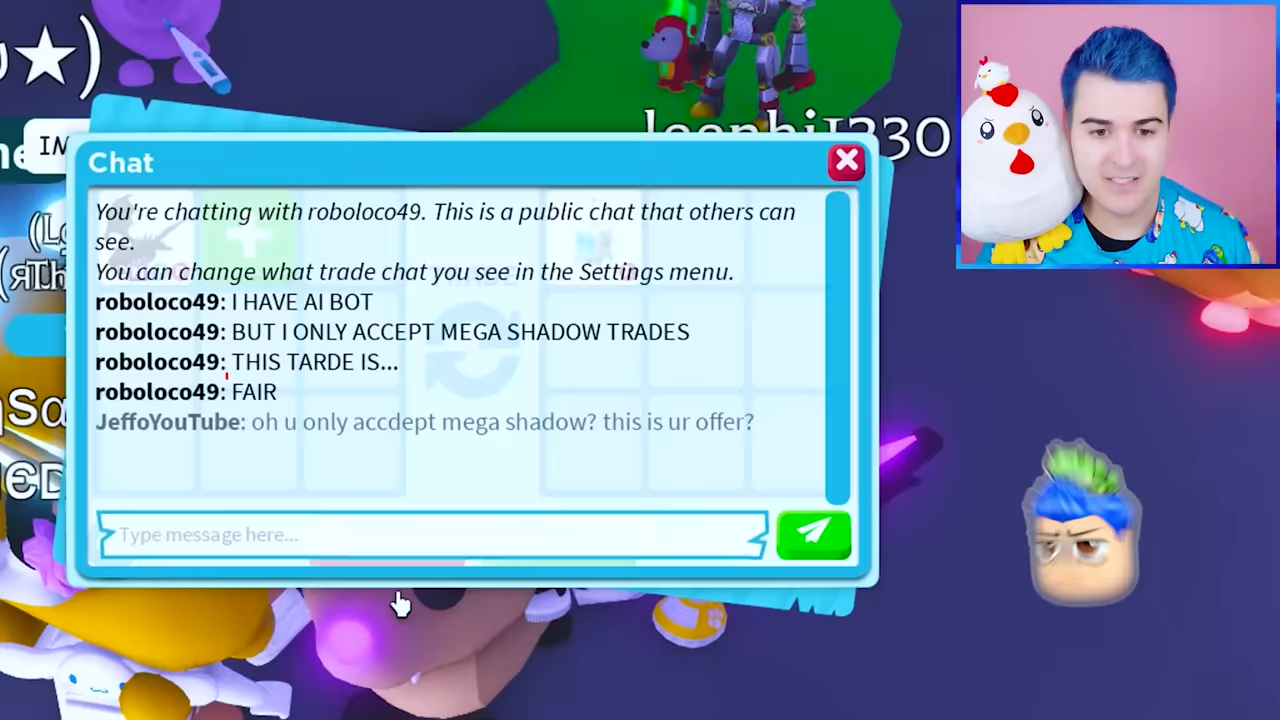 Chat
You're chatting with roboloco49. This is a public chat that others can
see.
You can change what trade chat you see in the Settings menu.
roboloco49: I HAVE AI BOT
roboloco49: BUT I ONLY ACCEPT MEGA SHADOW TRADES
roboloco49: THIS TARDE IS...
roboloco49: FAIR
JeffoYouTube: oh u only accdept mega shadow? this is ur offer?
Type message here...